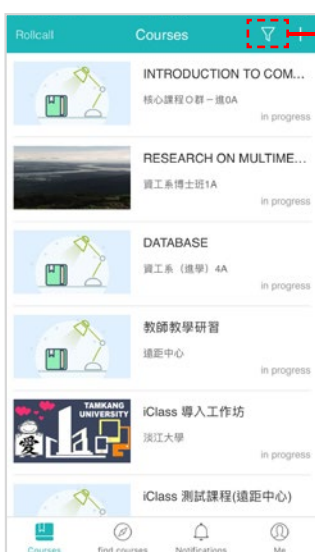 Rollcall
Courses
INTRODUCTION TO COM...
核心課程O群－進0A
in progress
RESEARCH ON MULTIME...
資工系博士班1A
in progress
DATABASE
資工系（進學）4A
in progress
教師教學研習
遠距中心
in progress
TAMKANG
UNIVERSITY
愛
iClass 導入工作坊
淡江大學
in progress
iClass 測試課程(遠距中心)
Courses
find courses
Notifications
Me